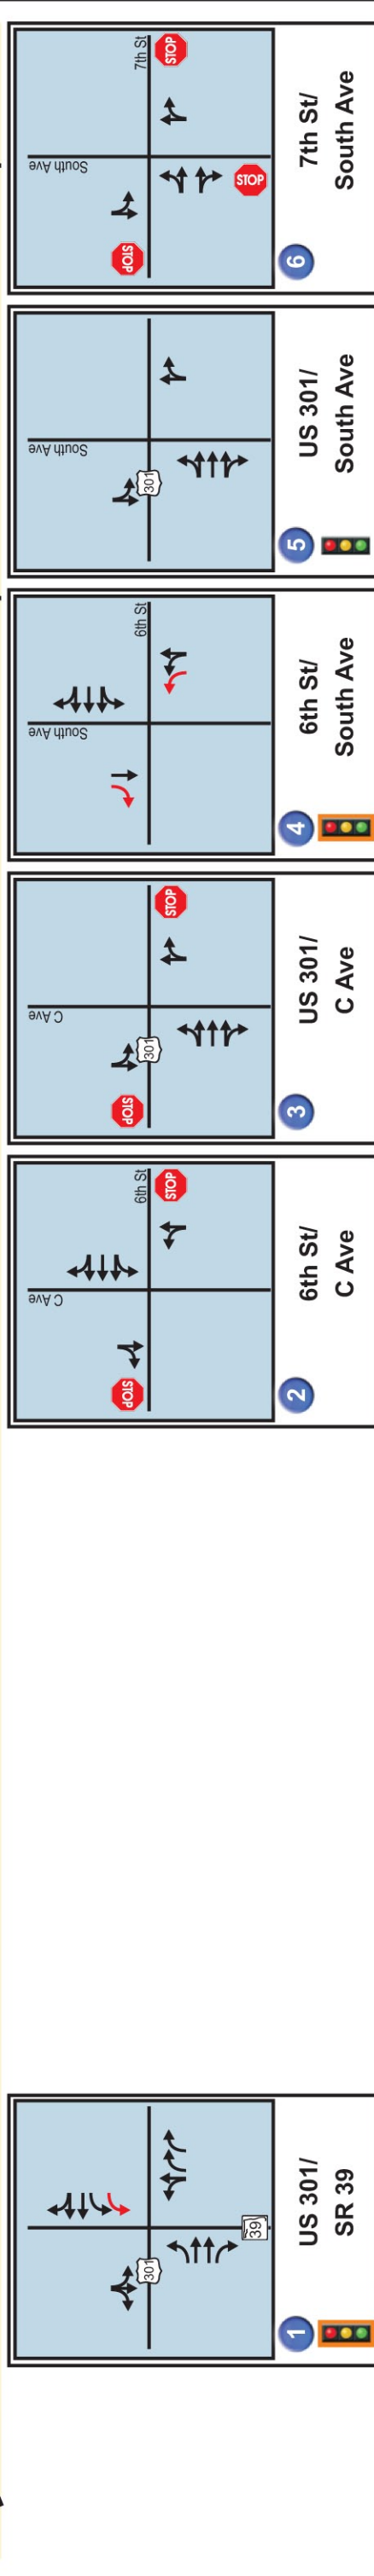 7th St
South Ave
STOP
STOP
STOP
6
7th St/
South Ave
South Ave
301
5
US 301/
South Ave
6th St
South Ave
4
6th St/
South Ave
C Ave
301
STOP
STOP
3
US 301/
C Ave
6th St
C Ave
STOP
STOP
2
6th St/
C Ave
301
39
1
US 301/
SR 39